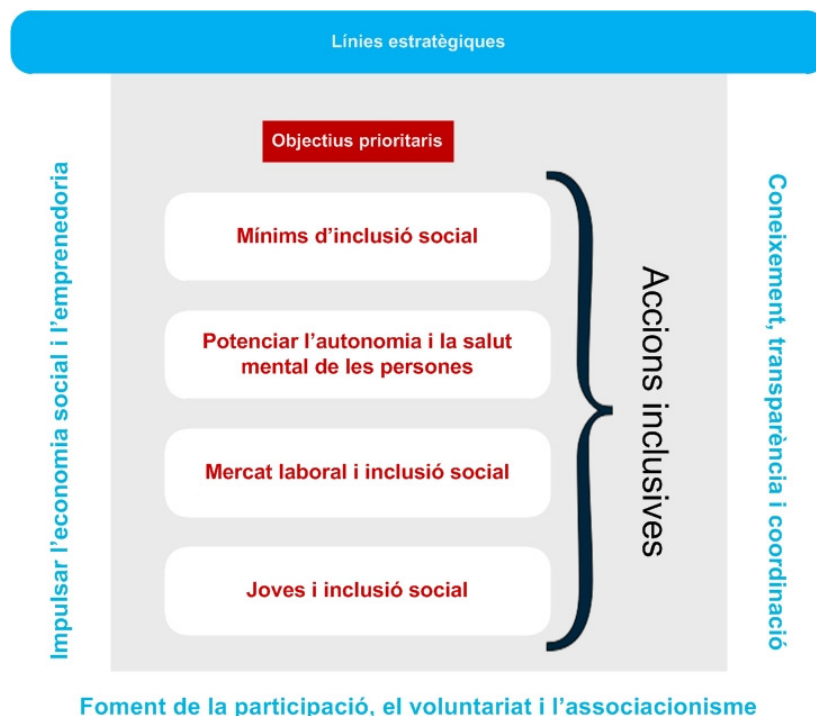 Línies estratègiques
Objectius prioritaris
Impulsar l’economia social i l’emprenedoria
Mínims d’inclusió social
Potenciar l’autonomia i la salut
mental de les persones
Mercat laboral i inclusió social
Joves i inclusió social
Accions inclusives
Coneixement, transparència i coordinació
Foment de la participació, el voluntariat i l’associacionisme